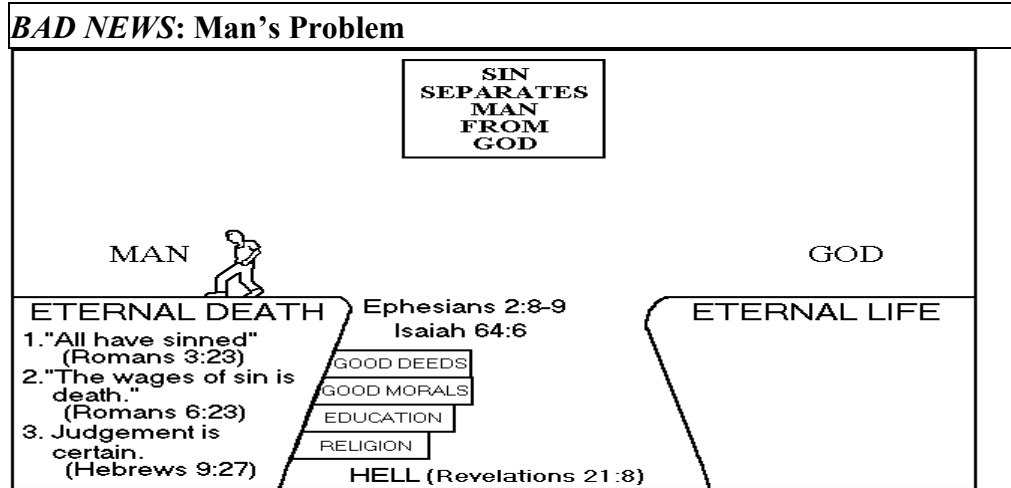 BAD NEWS: Man's Problem
SIN
SEPARATES
MAN
FROM
GOD
MAN
GOD
ETERNAL DEATH
1."All have sinned"
(Romans 3:23)
2."The wages of sin is
death."
(Romans 6:23)
3. Judgement is
certain.
(Hebrews 9:27)
Ephesians 2:8-9
Isaiah 64:6
GOOD DEEDS
GOOD MORALS
EDUCATION
RELIGION
HELL (Revelations 21:8)
ETERNAL LIFE